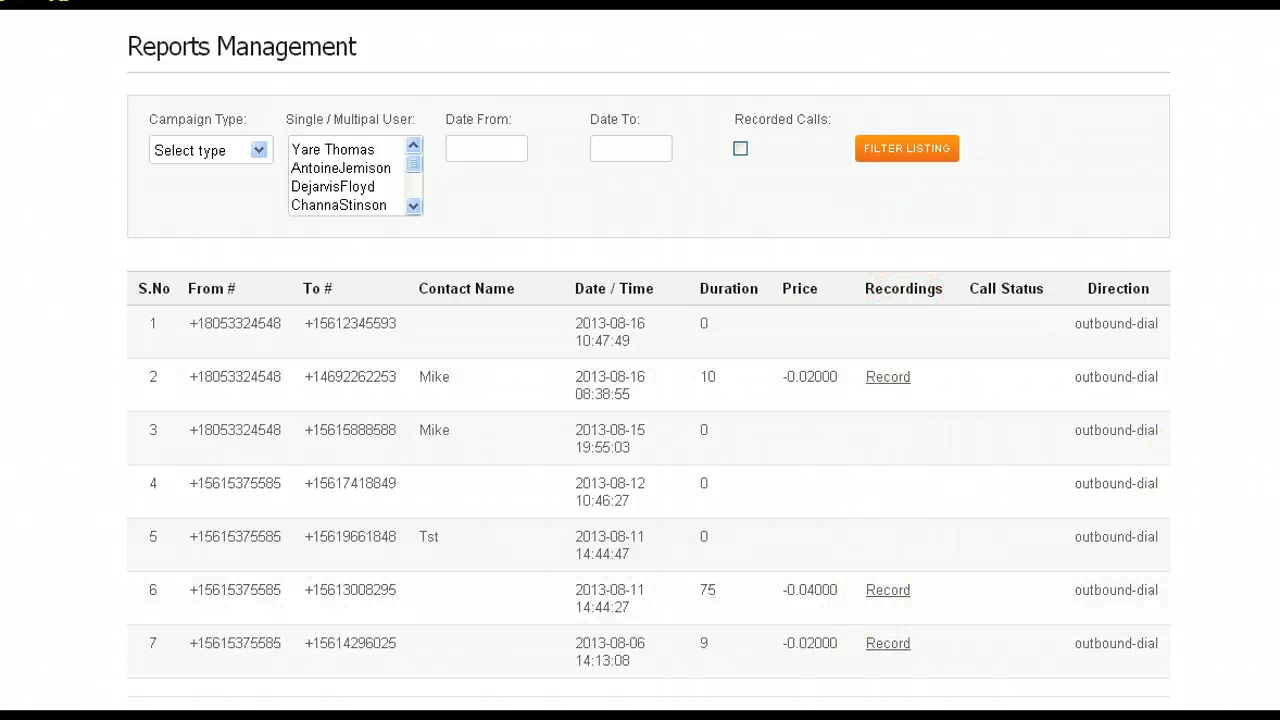 Reports Management
Campaign Type: Single / Multipal User: Date From: Date To: Recorded Calls:
Select type
Yare Thomas
AntoineJemison
DejarvisFloyd
ChannaStinson
FILTER LISTING
S.No From # To # Contact Name Date / Time Duration Price Recordings Call Status Direction
1 +18053324548 +15612345593 2013-08-16 0 outbound-dial
10:47:49
2 +18053324548 +14692262253 Mike 2013-08-16 10 -0.02000 Record outbound-dial
08:38:55
3 +18053324548 +15615888588 Mike 2013-08-15 0 outbound-dial
19:55:03
4 +15615375585 +15617418849 2013-08-12 0 outbound-dial
10:46:27
5 +15615375585 +15619661848 Tst 2013-08-11 0 outbound-dial
14:44:47
6 +15615375585 +15613008295 2013-08-11 75 -0.04000 Record outbound-dial
14:44:27
7 +15615375585 +15614296025 2013-08-06 9 -0.02000 Record outbound-dial
14:13:08